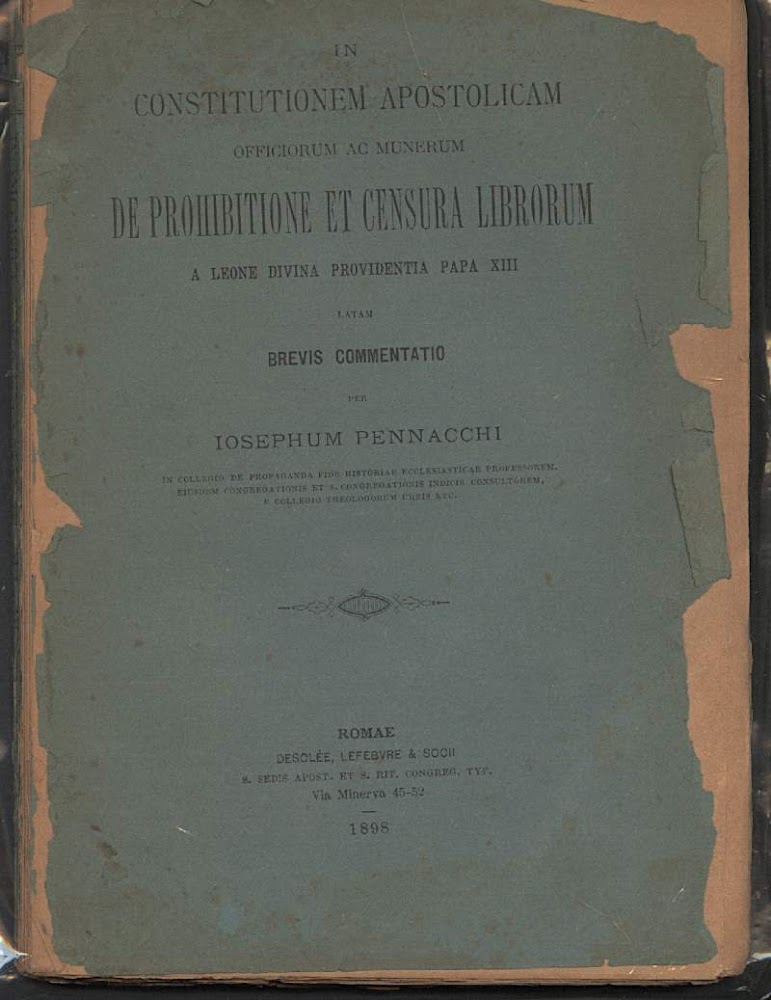 IN
CONSTITUTIONEM APOSTOLICAM
OFFICIORUM AC MUNERUM
DE PROHIBITIONE ET CENSURA LIBRORUM
A LEONE DIVINA PROVIDENTIA PAPA XIII
LATAM
BREVIS COMMENTATIO
PER
IOSEPHUM PENNACCHI
IN COLLEGIO DE PROPAGANDA FIDE HISTORIAE ECCLESIASTICAE PROFESSOREM,
EIUSDEM CONGREGATIONIS ET S. CONGREGATIONIS INDICIS CONSULTOREM,
E COLLEGIO THEOLOGORUM URBIS ETC.
ROMAE
DESOLÉE, LEFEBVRE & SOCII
S. SEDIS APOST. ET S. RIT. CONGREG. TYP.
Via Minerva 45-52
1898